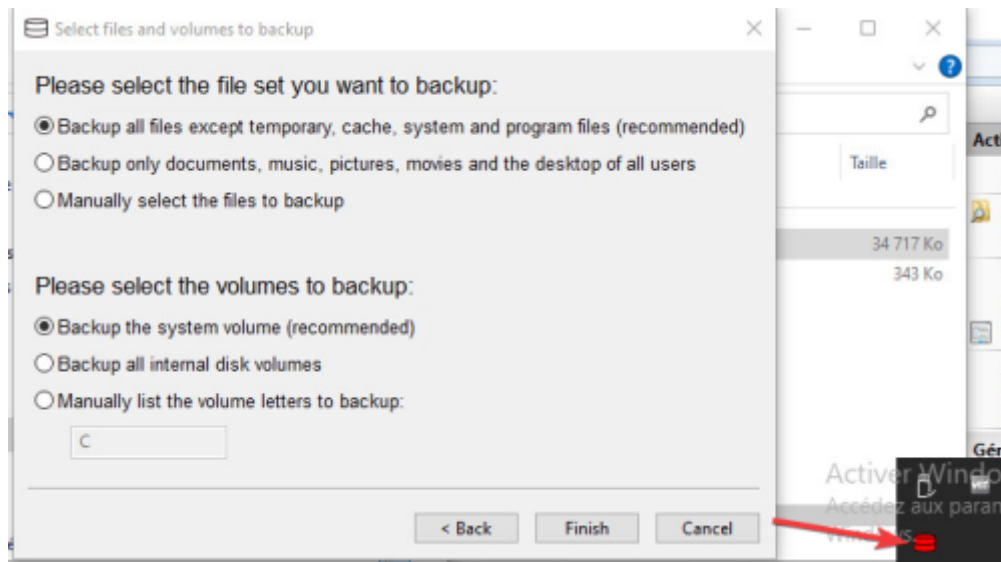 Select files and volumes to backup
Please select the file set you want to backup:
Backup all files except temporary, cache, system and program files (recommended)
Backup only documents, music, pictures, movies and the desktop of all users
Manually select the files to backup
Please select the volumes to backup:
Backup the system volume (recommended)
Backup all internal disk volumes
Manually list the volume letters to backup:
C
< Back
Finish
Cancel
Taille
34 717 Ko
343 Ko
Acti
Gér
Activer Windo
Accédez aux param
Windows.